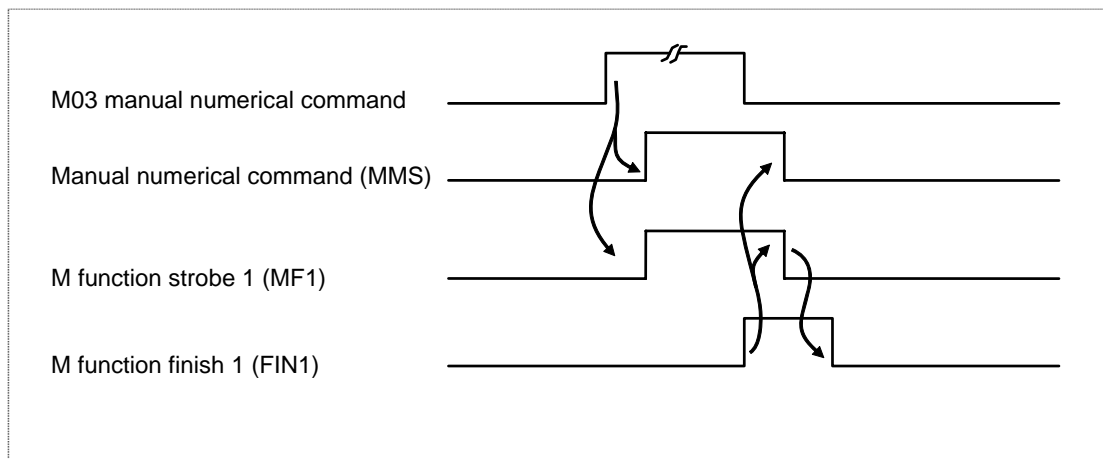 M03 manual numerical command
Manual numerical command (MMS)
M function strobe 1 (MF1)
M function finish 1 (FIN1)